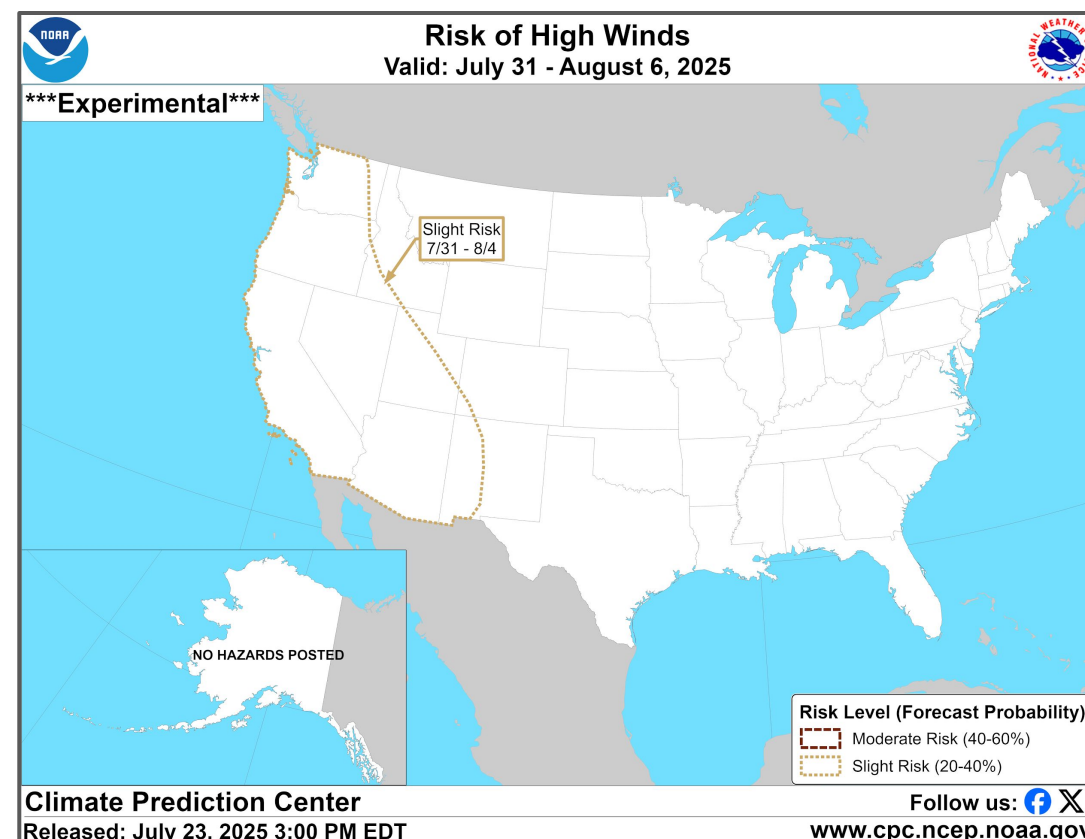 NOAA
Risk of High Winds
Valid: July 31 - August 6, 2025
***Experimental***
Slight Risk
7/31 - 8/4
NO HAZARDS POSTED
Risk Level (Forecast Probability)
Moderate Risk (40-60%)
Slight Risk (20-40%)
Climate Prediction Center
Follow us:
Released: July 23, 2025 3:00 PM EDT
www.cpc.ncep.noaa.gov